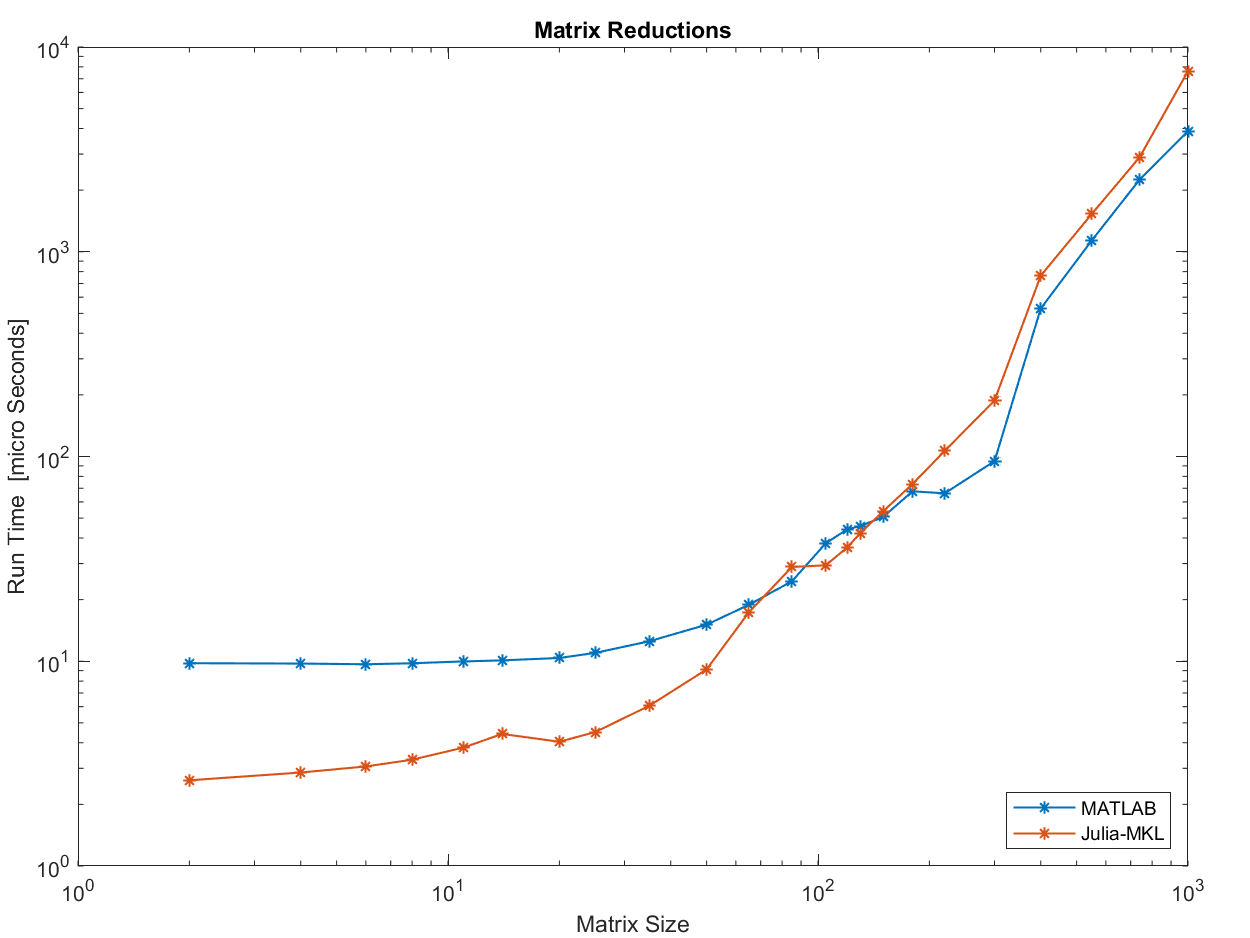 Matrix Reductions
10^4
10^3
10^2
10^1
10^0
Run Time [micro Seconds]
MATLAB
Julia-MKL
10^0 10^1 10^2 10^3
Matrix Size